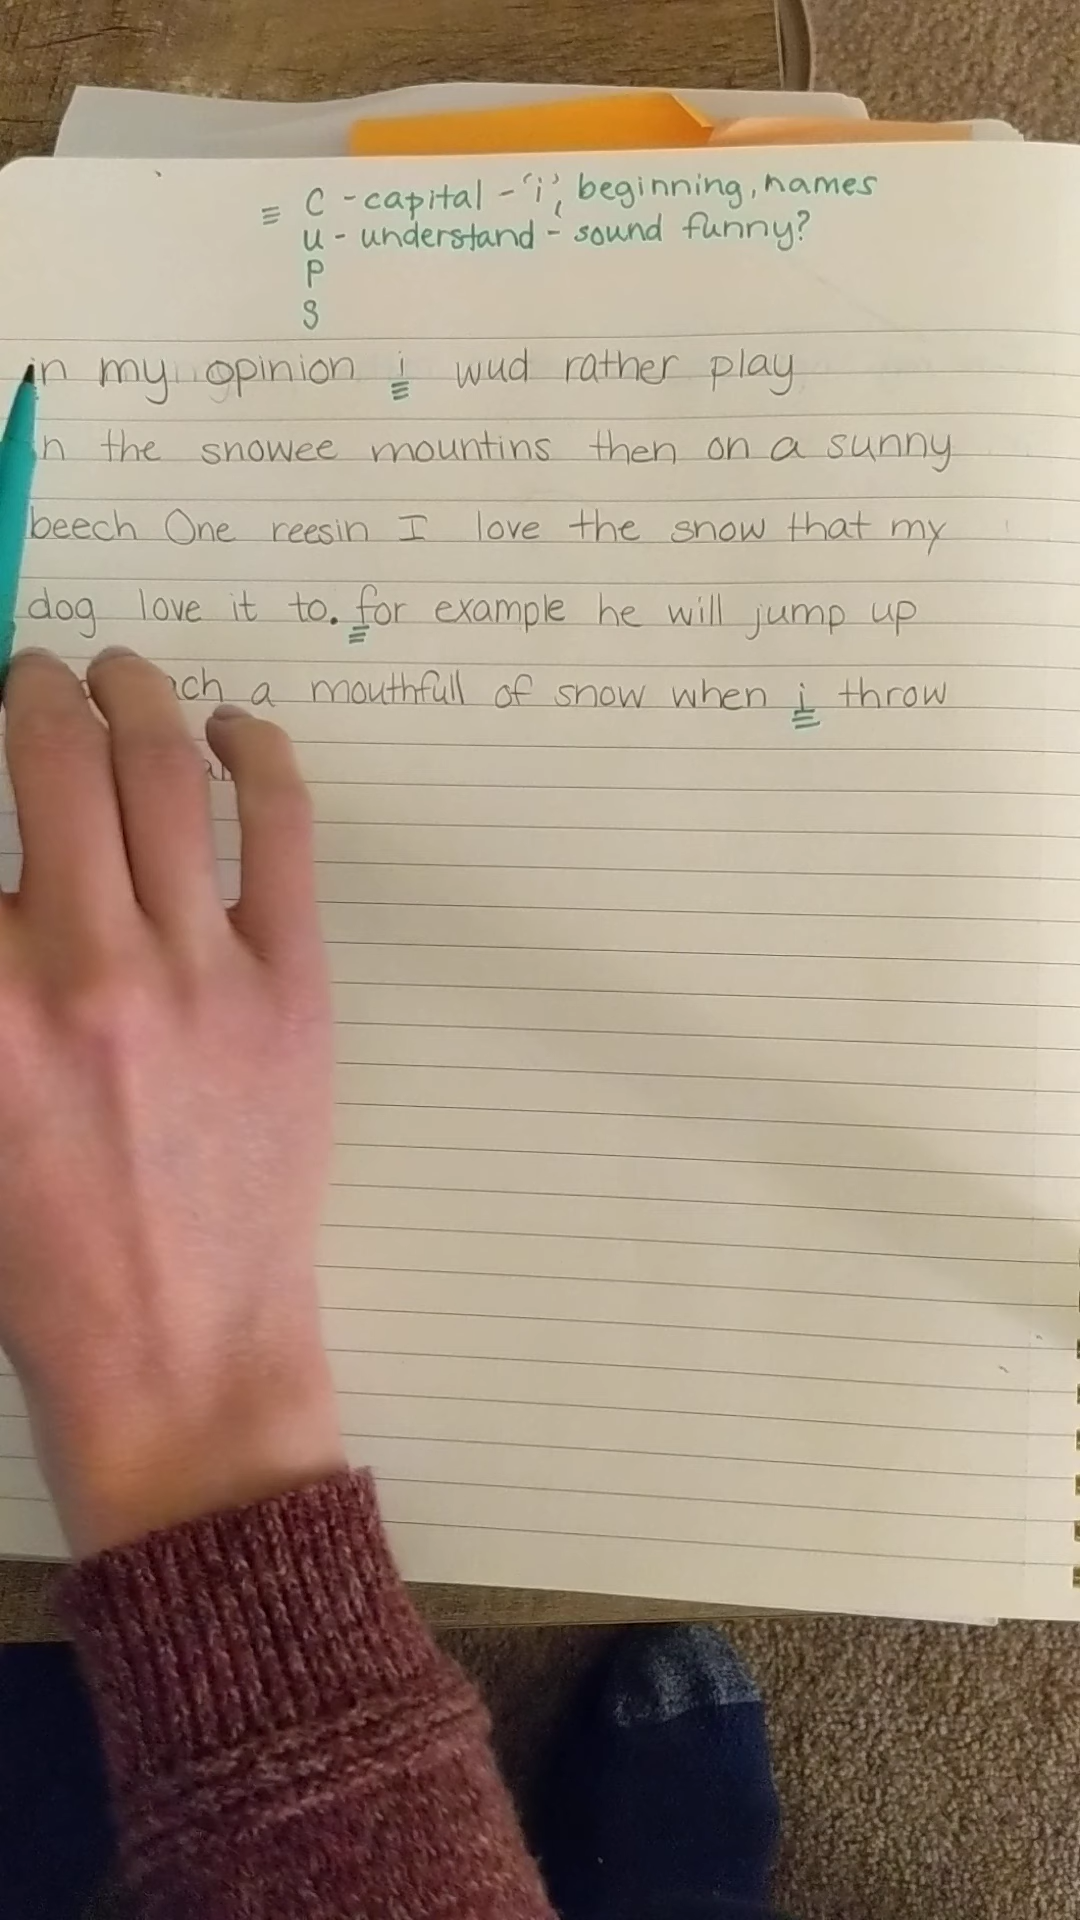 ≡ C - capital - 'i', beginning, names
U - understand - sound funny?
P
S
in my opinion i wud rather play
in the snowee mountins then on a sunny
beech One reesin I love the snow that my
dog love it to. for example he will jump up
a mouthfull of snow when i throw